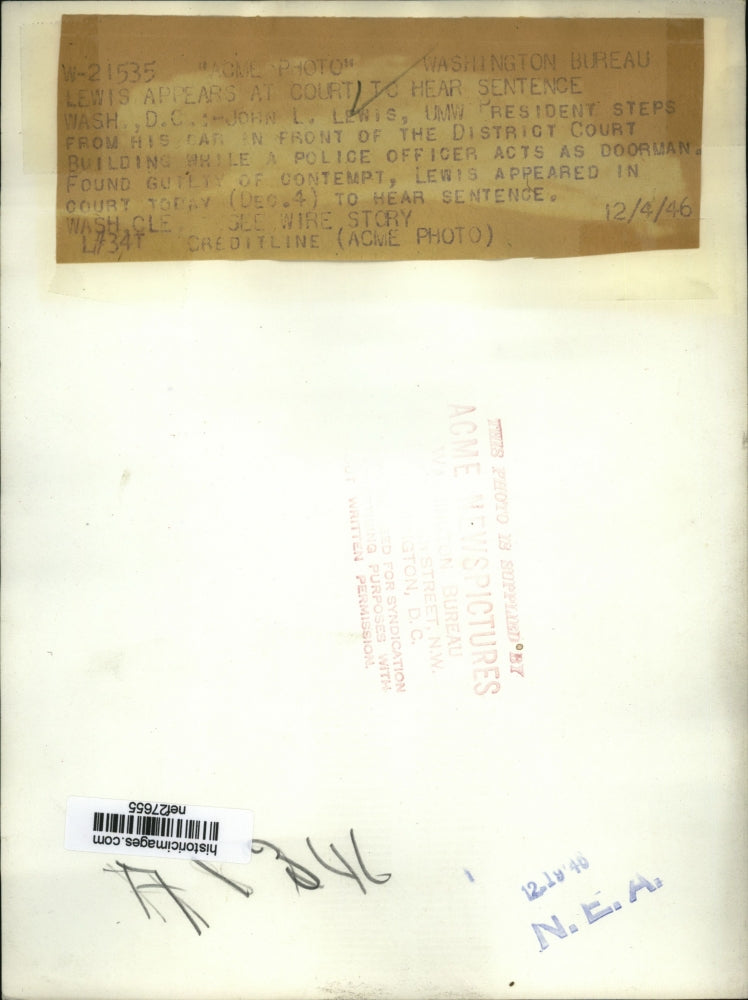 W-21535 "ACME PHOTO" WASHINGTON BUREAU
LEWIS APPEARS AT COURT TO HEAR SENTENCE
WASH., D.C.:-JOHN L. LEWIS, UMW PRESIDENT STEPS
FROM HIS CAR IN FRONT OF THE DISTRICT COURT
BUILDING WHILE A POLICE OFFICER ACTS AS DOORMAN.
FOUND GUILTY OF CONTEMPT, LEWIS APPEARED IN
COURT TODAY (DEC.4) TO HEAR SENTENCE.
WASH CLE SEE WIRE STORY 12/4/46
CREDITLINE (ACME PHOTO)
THIS PHOTO IS SUPPLIED BY
ACME NEWSPICTURES
BUREAU
STREET, N.W.
D. C.
FOR SYNDICATION
PURPOSES WITH
WRITTEN PERMISSION.
historicimages.com
nef27655
N.E.A.